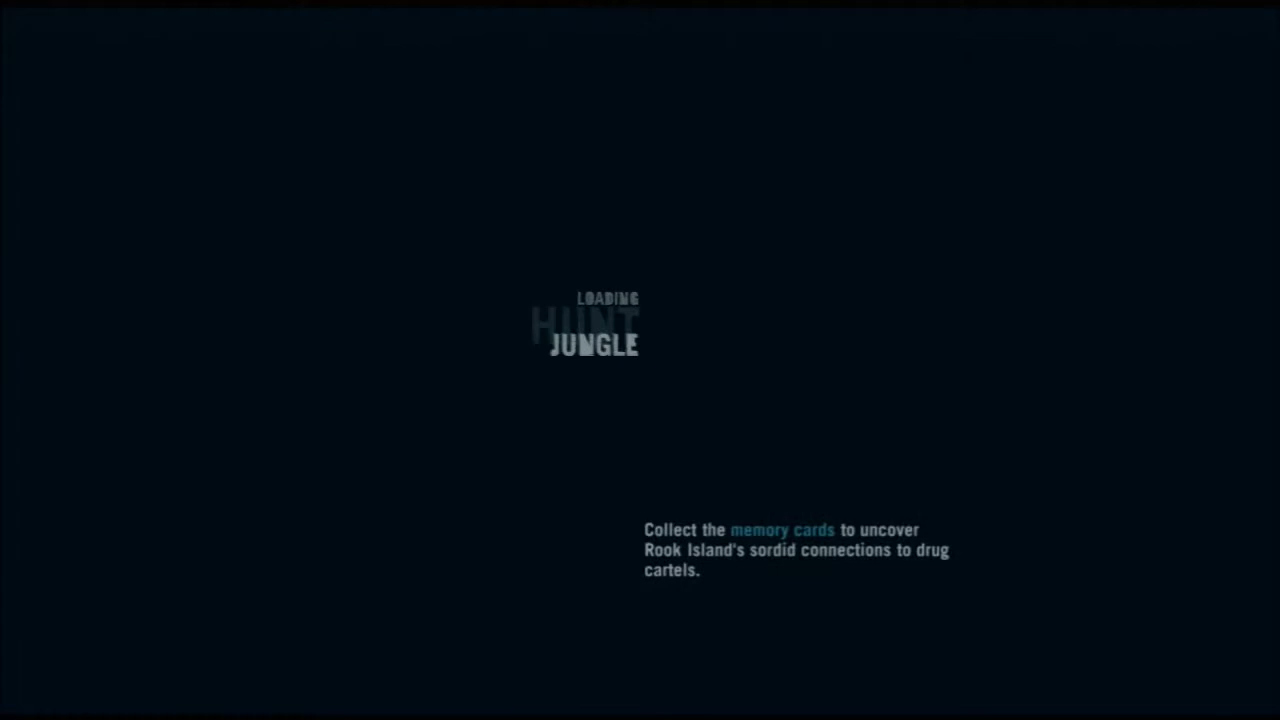 LOADING
HUNT
JUNGLE
Collect the memory cards to uncover
Rook Island's sordid connections to drug
cartels.